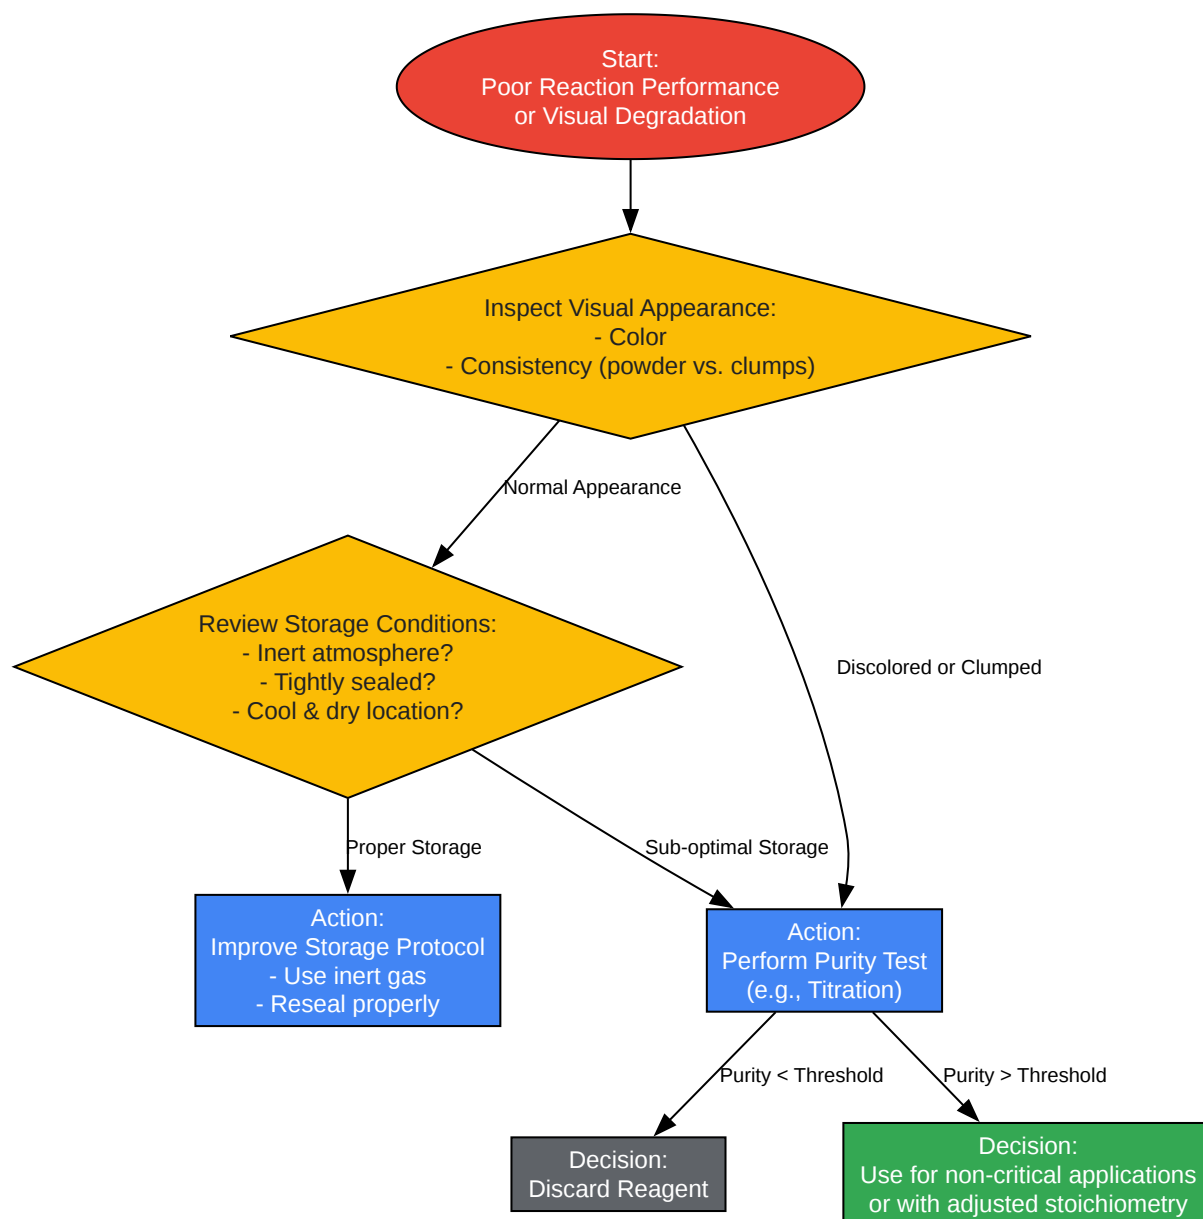 Start:
Poor Reaction Performance
or Visual Degradation
Inspect Visual Appearance:
- Color
- Consistency (powder vs. clumps)
Normal Appearance
Discolored or Clumped
Review Storage Conditions:
- Inert atmosphere?
- Tightly sealed?
- Cool & dry location?
Proper Storage
Sub-optimal Storage
Action:
Improve Storage Protocol
- Use inert gas
- Reseal properly
Action:
Perform Purity Test
(e.g., Titration)
Purity < Threshold
Purity > Threshold
Decision:
Discard Reagent
Decision:
Use for non-critical applications
or with adjusted stoichiometry